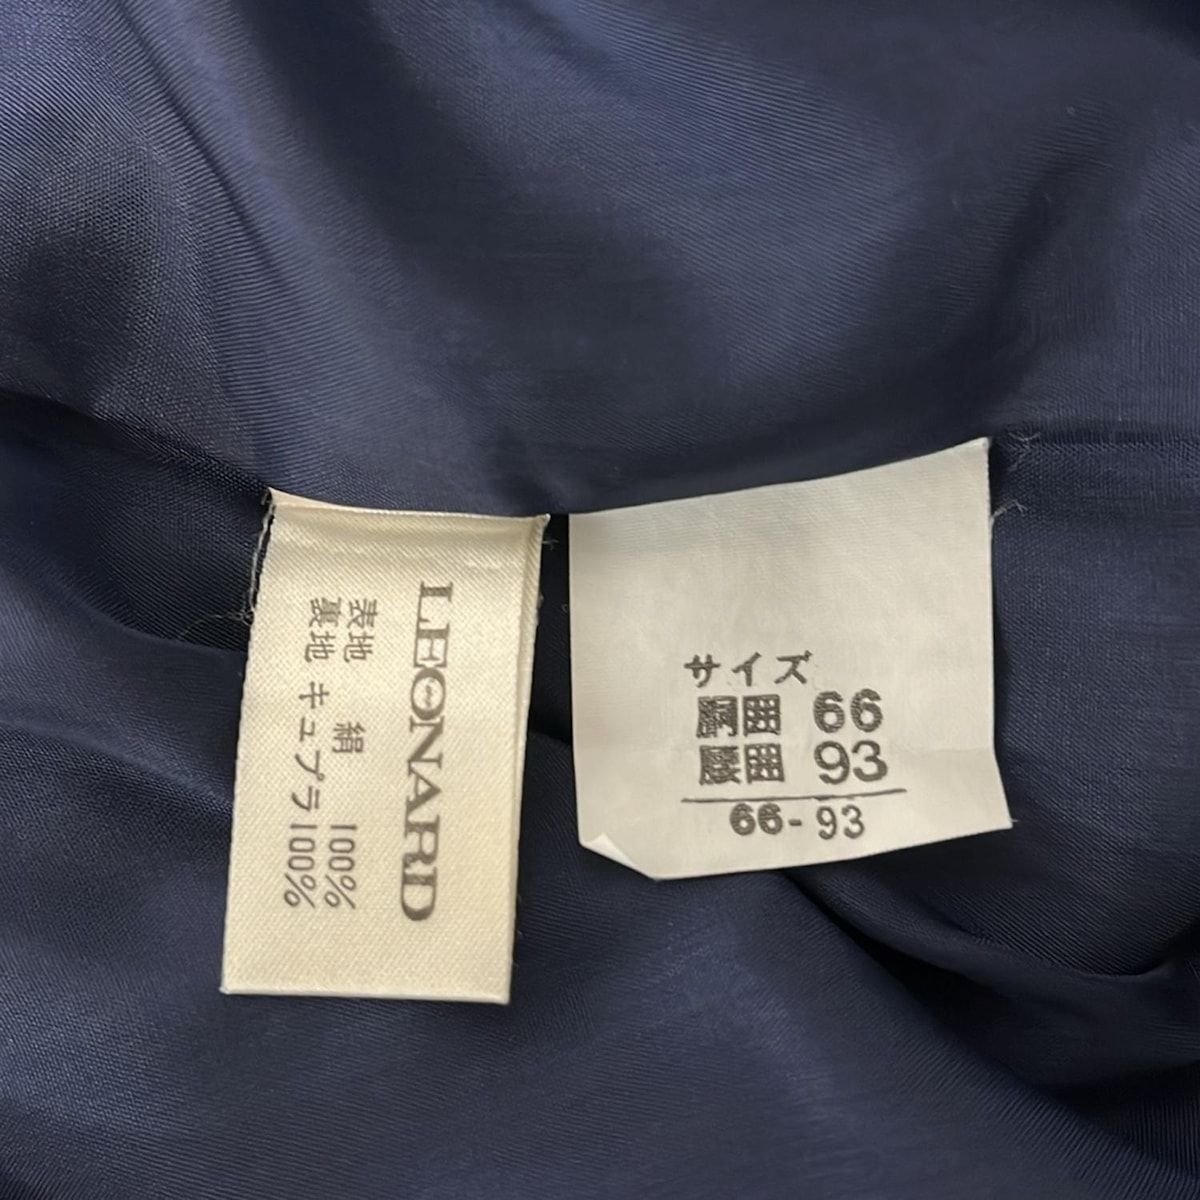 LEONARD
表地 絹 100%
裏地 キュプラ 100%
サイズ
胴囲 66
腰囲 93
66-93